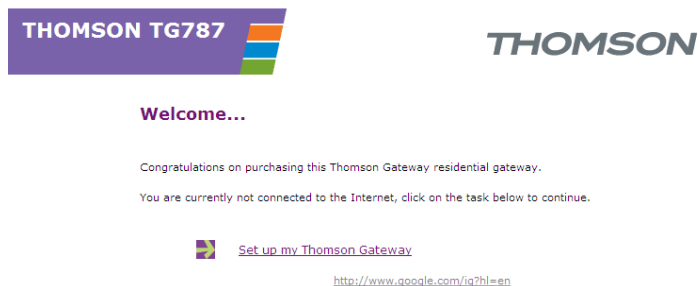 THOMSON TG787
THOMSON
Welcome...
Congratulations on purchasing this Thomson Gateway residential gateway.
You are currently not connected to the Internet, click on the task below to continue.
Set up my Thomson Gateway
http://www.google.com/ig?hl=en